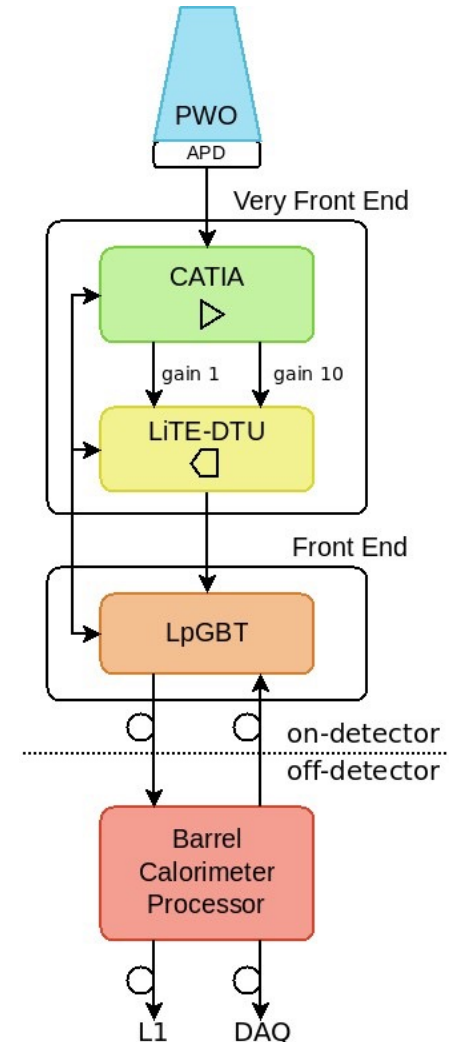 PWO
APD
Very Front End
CATIA
gain 1
gain 10
LiTE-DTU
Front End
LpGBT
on-detector
off-detector
Barrel
Calorimeter
Processor
L1
DAQ